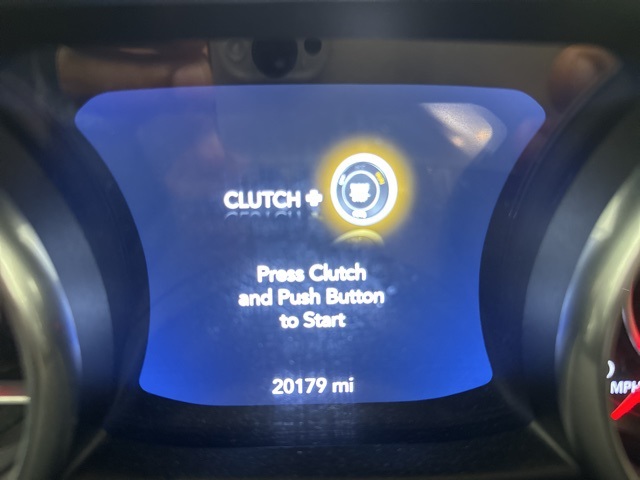 CLUTCH +
Press Clutch
and Push Button
to Start
20179 mi
MPH